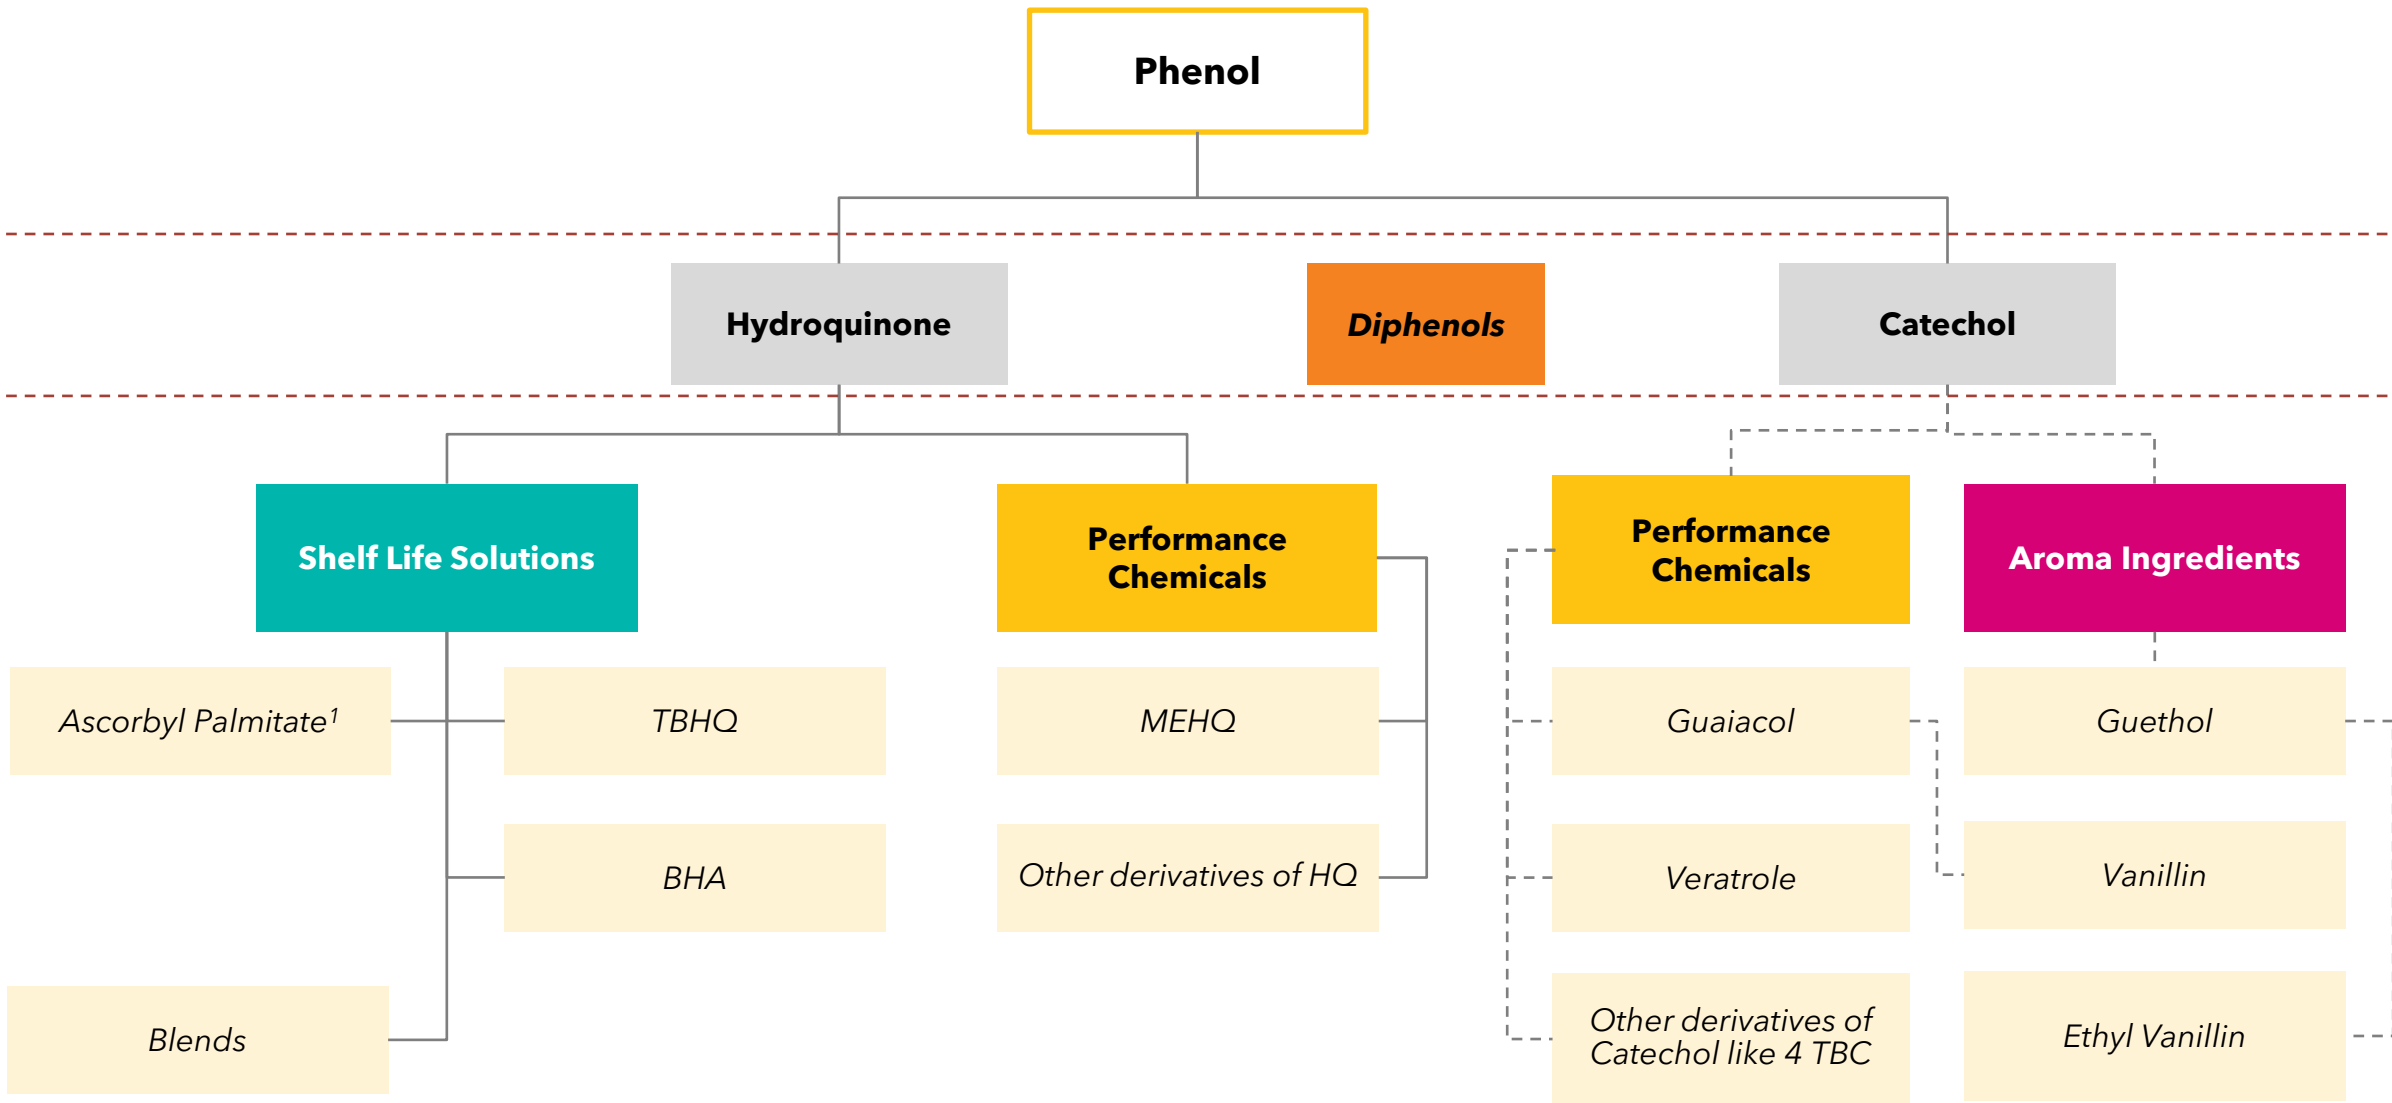 Phenol
Hydroquinone
Diphenols
Catechol
Shelf Life Solutions
Performance
Chemicals
Performance
Chemicals
Aroma Ingredients
Ascorbyl Palmitate¹
TBHQ
MEHQ
Guaiacol
Guethol
BHA
Other derivatives of HQ
Veratrole
Vanillin
Blends
Other derivatives of
Catechol like 4 TBC
Ethyl Vanillin